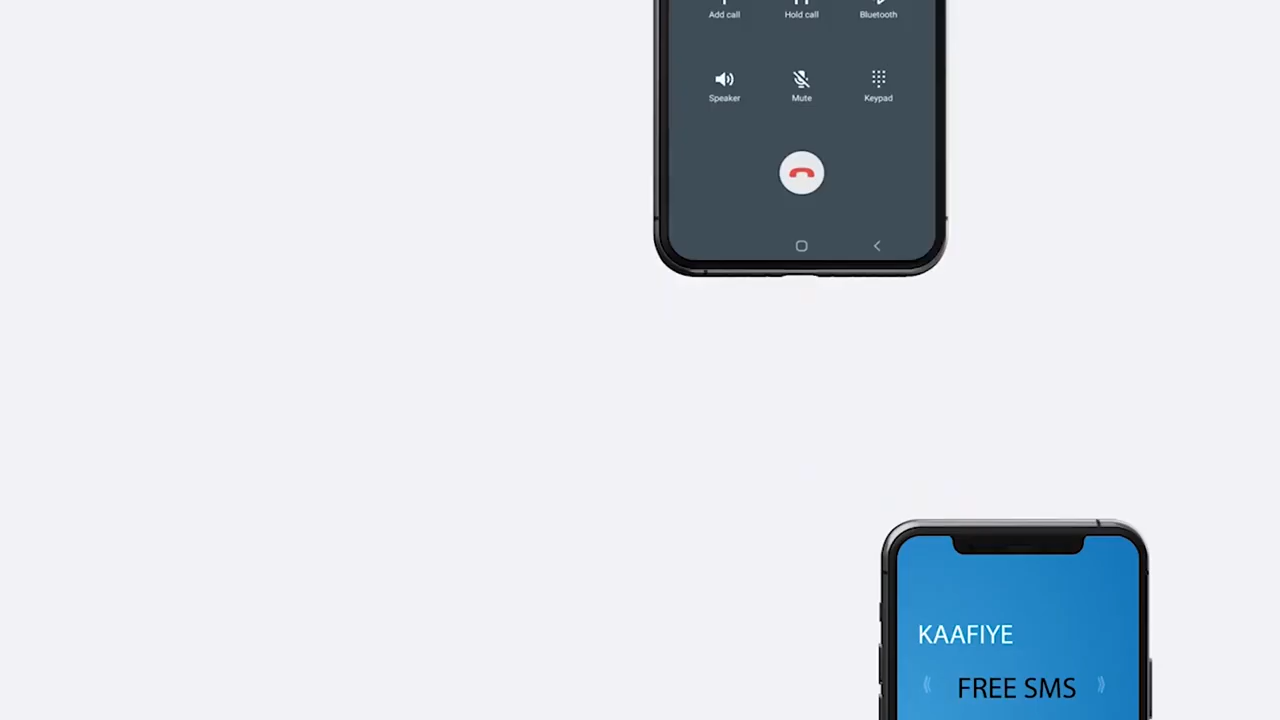 Add call Hold call Bluetooth
Speaker Mute Keypad
KAAFIYE
FREE SMS